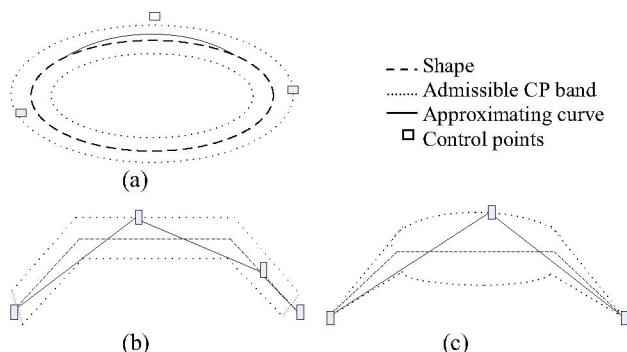 Shape
Admissible CP band
Approximating curve
Control points
(a)
(b)
(c)